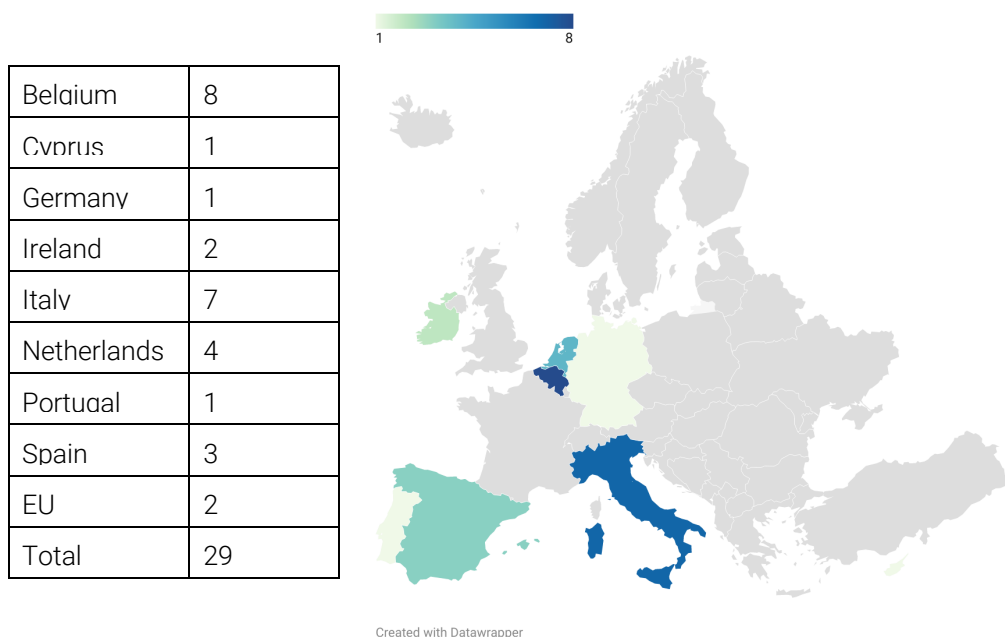 1 8
Belgium 8
Cyprus 1
Germany 1
Ireland 2
Italy 7
Netherlands 4
Portugal 1
Spain 3
EU 2
Total 29
Created with Datawrapper